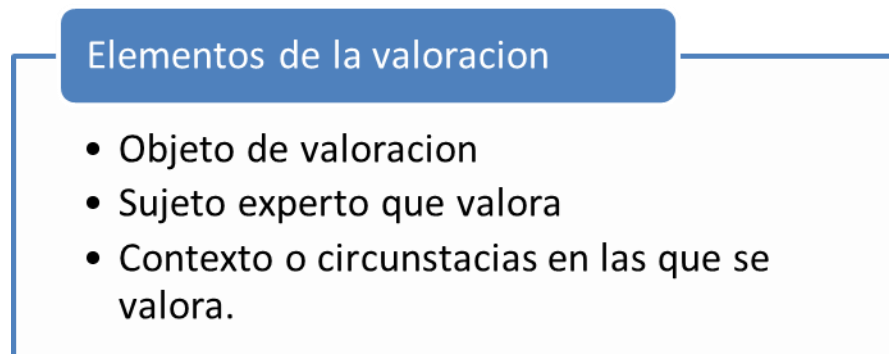 Elementos de la valoracion
• Objeto de valoracion
• Sujeto experto que valora
• Contexto o circunstacias en las que se
valora.